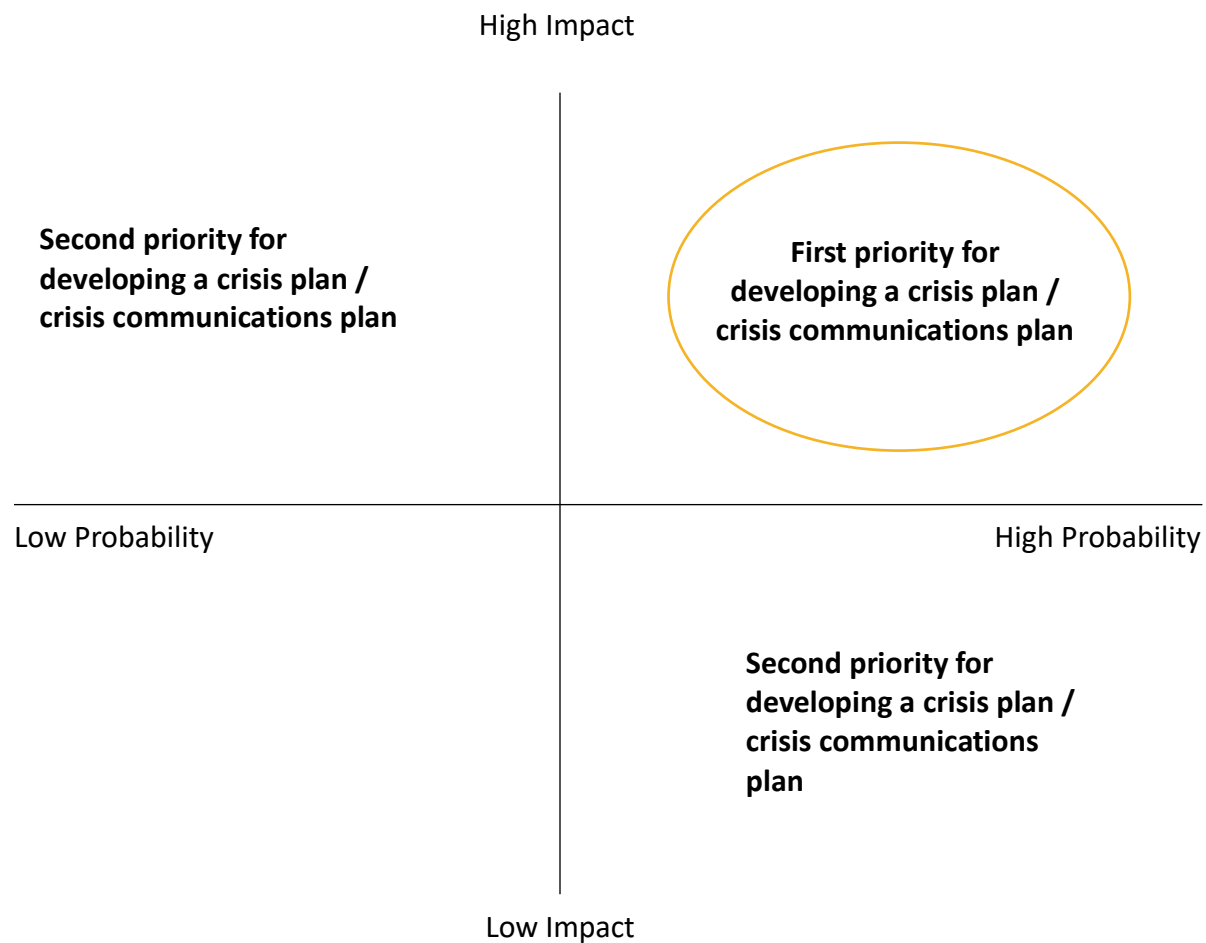 High Impact
Second priority for
developing a crisis plan /
crisis communications plan
First priority for
developing a crisis plan /
crisis communications plan
Low Probability
High Probability
Second priority for
developing a crisis plan /
crisis communications
plan
Low Impact